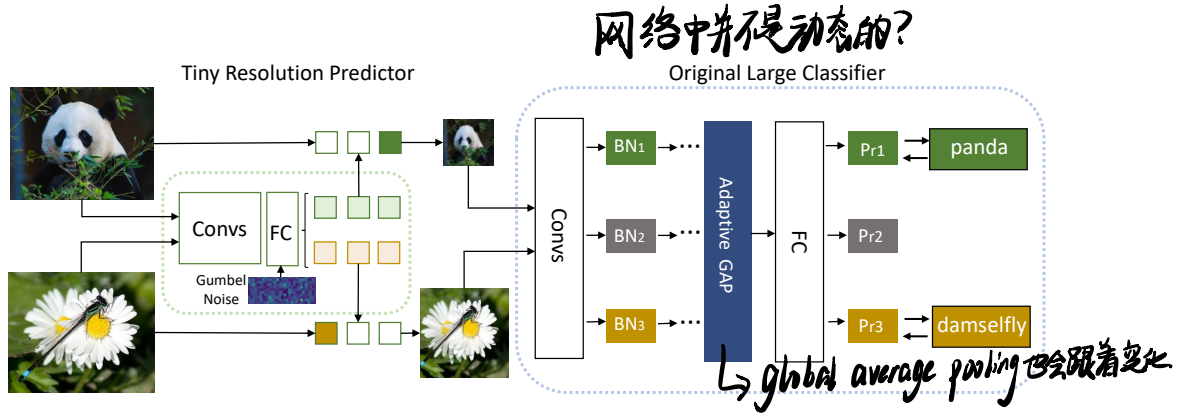 网络中并不是动态的?
Tiny Resolution Predictor
Original Large Classifier
Convs
FC
Gumbel
Noise
Convs
BN1
BN2
BN3
...
...
...
Adaptive GAP
FC
Pr1
Pr2
Pr3
panda
damselfly
global average pooling 也会跟着变化